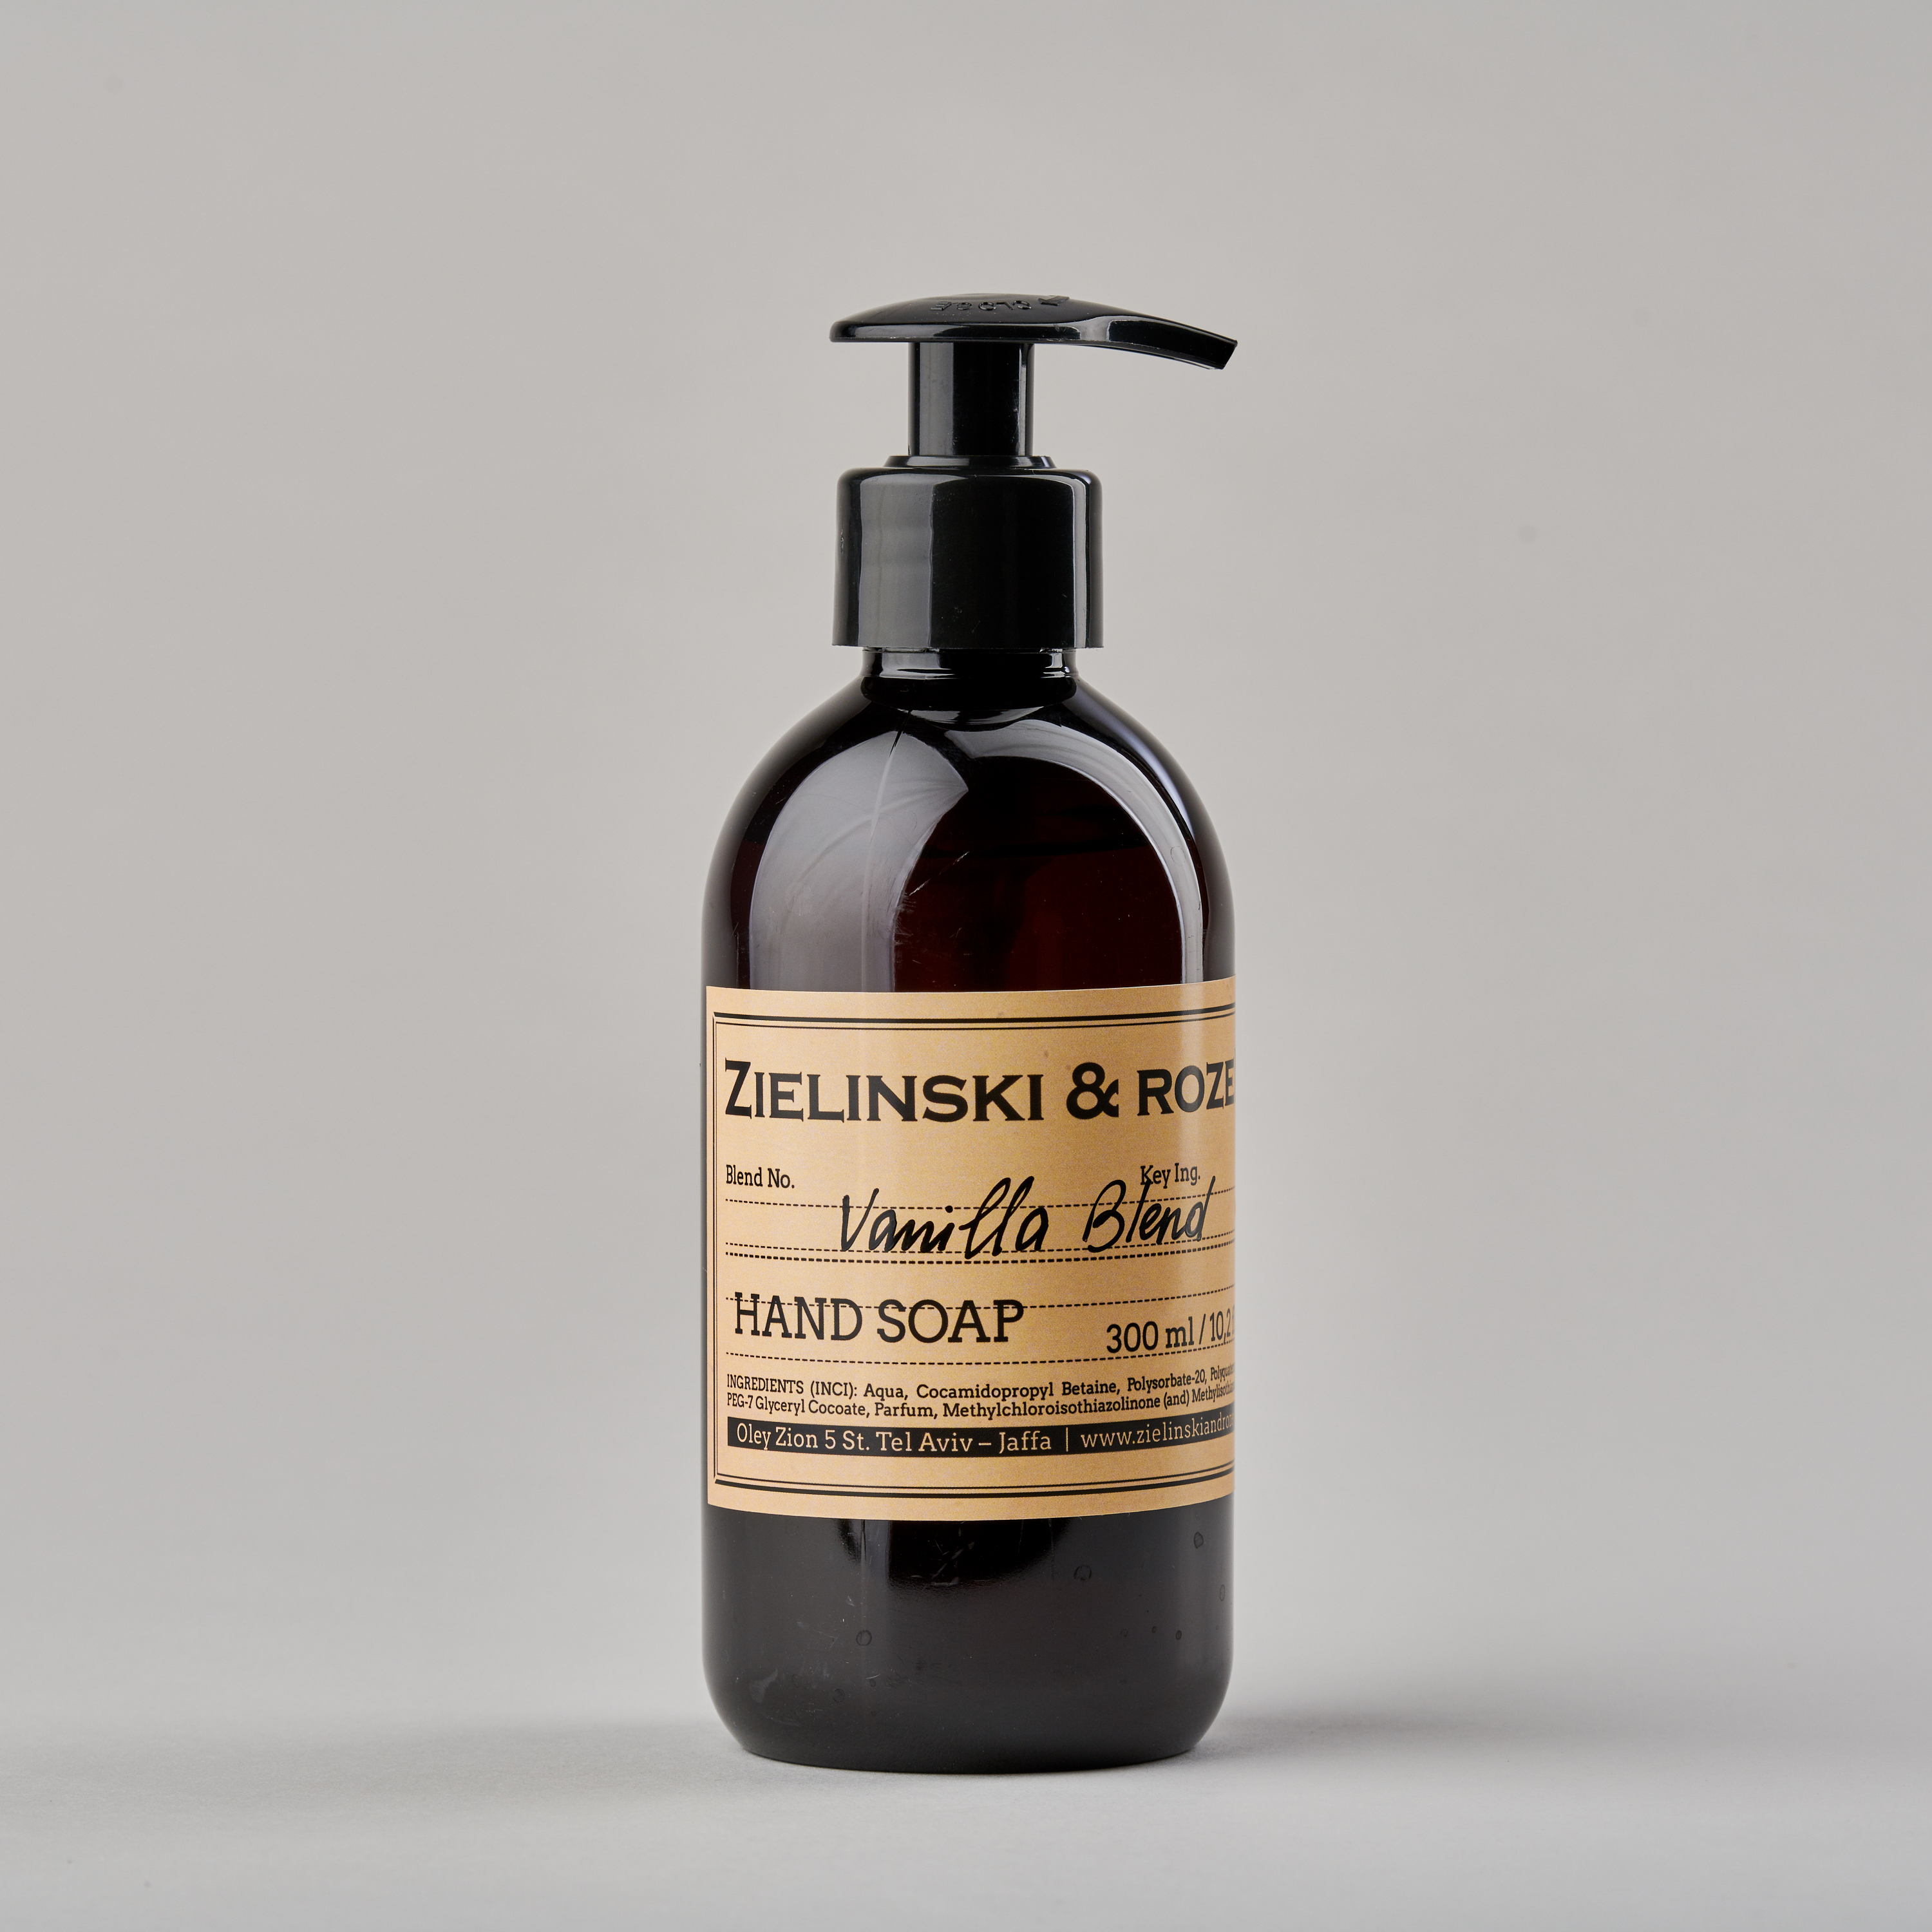 ZIELINSKI & ROZE
Blend No. Key Ing.
Vanilla Blend
HAND SOAP 300 ml / 10,2
INGREDIENTS (INCI): Aqua, Cocamidopropyl Betaine, Polysorbate-20,
PEG-7 Glyceryl Cocoate, Parfum, Methylchloroisothiazolinone (and)
Oley Zion 5 St. Tel Aviv – Jaffa | www.zielinskiandro